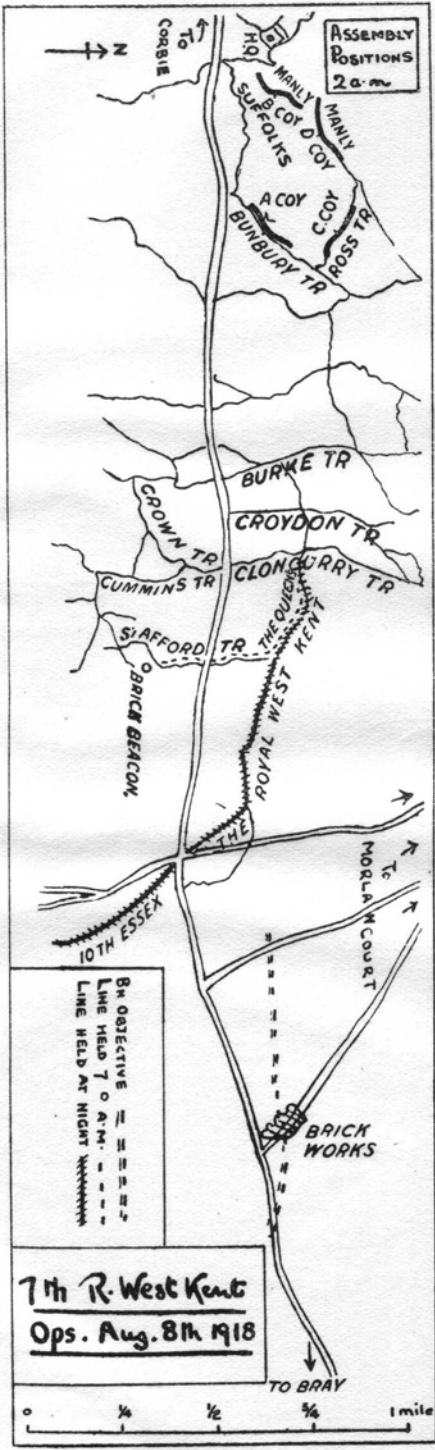 ASSEMBLY
POSITIONS
2 a.m
N
TO
CORBIE
HQ
MANLY
MANLY
B COY D COY
SUFFOLKS
A COY
C. COY
BUNBURY TR
ROSS TR
BURKE TR
CROWN TR
CROYDON TR
CUMMINS TR
CLONCURRY TR
STAFFORD TR
THE QUEENS
BRICK BEACON.
THE ROYAL WEST KENT
10TH ESSEX
TO
MORLANCOURT
BRICK
WORKS
BN OBJECTIVE
LINE HELD 7 0 A.M.
LINE HELD AT NIGHT
7th R. West Kent
Ops. Aug. 8th 1918
TO BRAY
0 1/4 1/2 3/4 1 mile